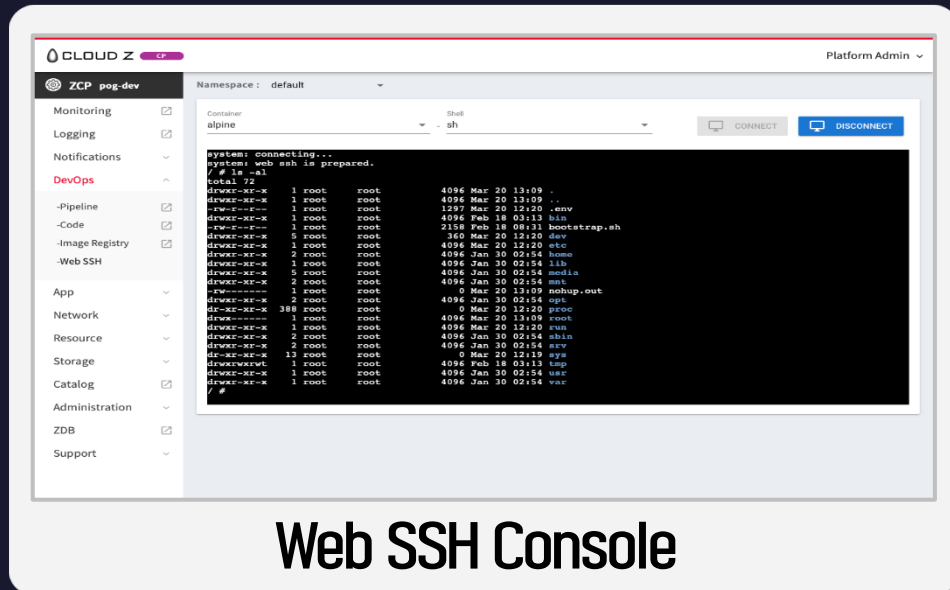 CLOUD Z CP
Platform Admin
ZCP pog-dev
Namespace : default
Monitoring
Logging
Notifications
DevOps
-Pipeline
-Code
-Image Registry
-Web SSH
App
Network
Resource
Storage
Catalog
Administration
ZDB
Support
Container
alpine
-
Shell
sh
CONNECT
DISCONNECT
system: connecting...
system: web ssh is prepared.
/ # ls -al
total 72
drwxr-xr-x 1 root root 4096 Mar 20 13:09 .
drwxr-xr-x 1 root root 4096 Mar 20 13:09 ..
-rw-r--r-- 1 root root 1297 Mar 20 12:20 .env
drwxr-xr-x 1 root root 4096 Feb 18 03:13 bin
-rw-r--r-- 1 root root 2158 Feb 18 08:31 bootstrap.sh
drwxr-xr-x 5 root root 360 Mar 20 12:20 dev
drwxr-xr-x 1 root root 4096 Mar 20 12:20 etc
drwxr-xr-x 2 root root 4096 Jan 30 02:54 home
drwxr-xr-x 1 root root 4096 Jan 30 02:54 lib
drwxr-xr-x 5 root root 4096 Jan 30 02:54 media
drwxr-xr-x 2 root root 4096 Jan 30 02:54 mnt
-rw------- 1 root root 0 Mar 20 13:09 nohup.out
drwxr-xr-x 2 root root 4096 Jan 30 02:54 opt
dr-xr-xr-x 388 root root 0 Mar 20 12:20 proc
drwx------ 1 root root 4096 Mar 20 13:09 root
drwxr-xr-x 1 root root 4096 Mar 20 12:20 run
drwxr-xr-x 2 root root 4096 Jan 30 02:54 sbin
drwxr-xr-x 2 root root 4096 Jan 30 02:54 srv
dr-xr-xr-x 13 root root 0 Mar 20 12:19 sys
drwxrwxrwt 1 root root 4096 Feb 18 03:13 tmp
drwxr-xr-x 1 root root 4096 Jan 30 02:54 usr
drwxr-xr-x 1 root root 4096 Jan 30 02:54 var
/ #
Web SSH Console